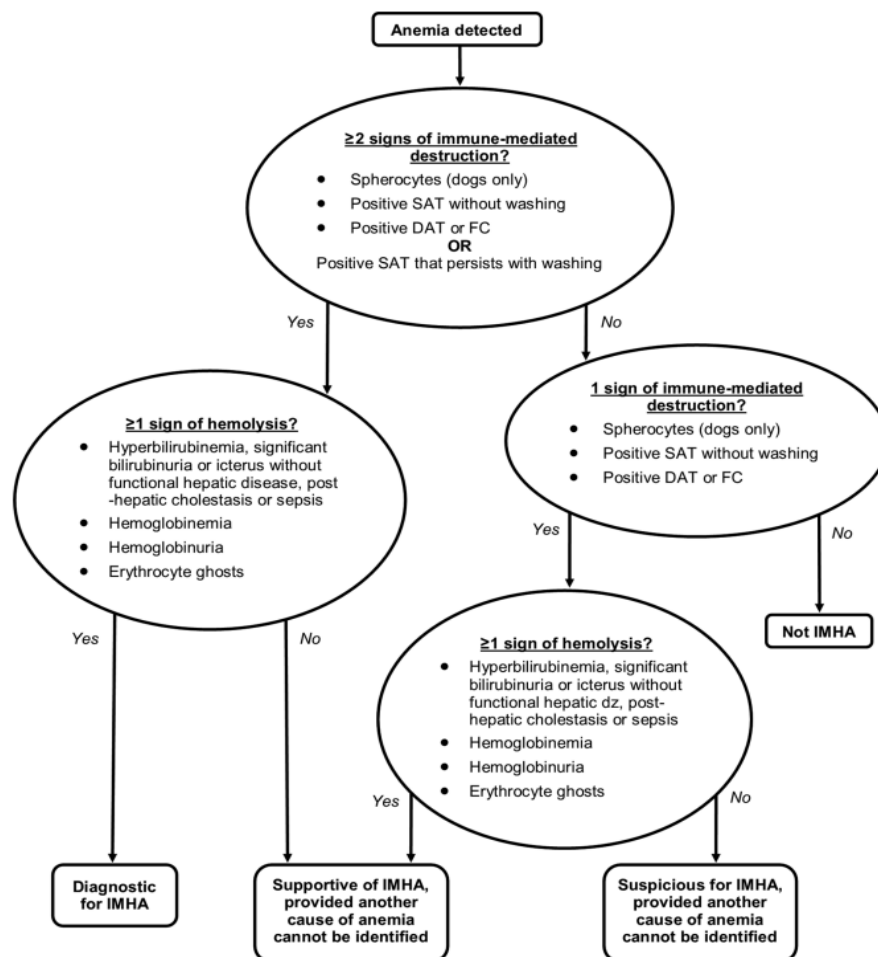 Anemia detected
≥2 signs of immune-mediated
destruction?
● Spherocytes (dogs only)
● Positive SAT without washing
● Positive DAT or FC
OR
Positive SAT that persists with washing
Yes
No
≥1 sign of hemolysis?
● Hyperbilirubinemia, significant
bilirubinuria or icterus without
functional hepatic disease, post
-hepatic cholestasis or sepsis
● Hemoglobinemia
● Hemoglobinuria
● Erythrocyte ghosts
1 sign of immune-mediated
destruction?
● Spherocytes (dogs only)
● Positive SAT without washing
● Positive DAT or FC
Yes
No
Not IMHA
Yes
No
≥1 sign of hemolysis?
● Hyperbilirubinemia, significant
bilirubinuria or icterus without
functional hepatic dz, post-
hepatic cholestasis or sepsis
● Hemoglobinemia
● Hemoglobinuria
● Erythrocyte ghosts
Yes
No
Diagnostic
for IMHA
Supportive of IMHA,
provided another
cause of anemia
cannot be identified
Suspicious for IMHA,
provided another
cause of anemia
cannot be identified